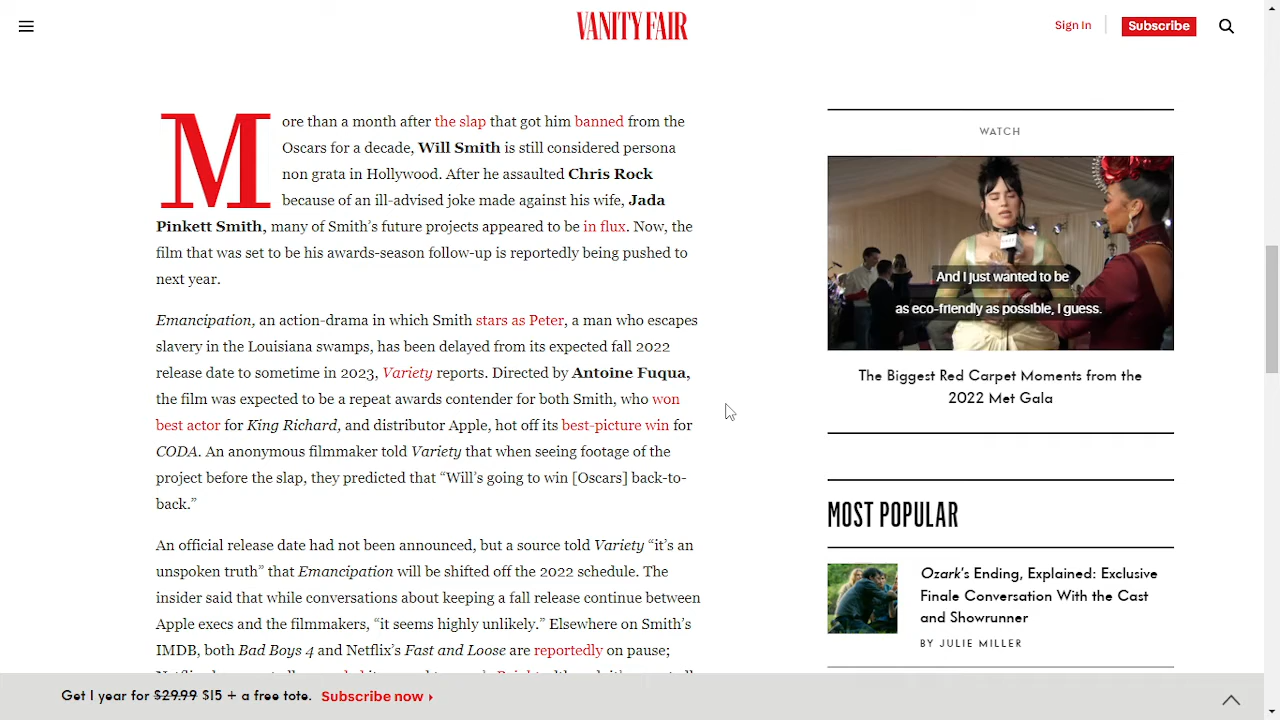 VANITY FAIR
Sign In
Subscribe
More than a month after the slap that got him banned from the
Oscars for a decade, Will Smith is still considered persona
non grata in Hollywood. After he assaulted Chris Rock
because of an ill-advised joke made against his wife, Jada
Pinkett Smith, many of Smith’s future projects appeared to be in flux. Now, the
film that was set to be his awards-season follow-up is reportedly being pushed to
next year.
Emancipation, an action-drama in which Smith stars as Peter, a man who escapes
slavery in the Louisiana swamps, has been delayed from its expected fall 2022
release date to sometime in 2023, Variety reports. Directed by Antoine Fuqua,
the film was expected to be a repeat awards contender for both Smith, who won
best actor for King Richard, and distributor Apple, hot off its best-picture win for
CODA. An anonymous filmmaker told Variety that when seeing footage of the
project before the slap, they predicted that “Will’s going to win [Oscars] back-to-
back.”
An official release date had not been announced, but a source told Variety “it’s an
unspoken truth” that Emancipation will be shifted off the 2022 schedule. The
insider said that while conversations about keeping a fall release continue between
Apple execs and the filmmakers, “it seems highly unlikely.” Elsewhere on Smith’s
IMDB, both Bad Boys 4 and Netflix’s Fast and Loose are reportedly on pause;
WATCH
And I just wanted to be
as eco-friendly as possible, I guess.
The Biggest Red Carpet Moments from the
2022 Met Gala
MOST POPULAR
Ozark’s Ending, Explained: Exclusive
Finale Conversation With the Cast
and Showrunner
BY JULIE MILLER
Get 1 year for $29.99 $15 + a free tote. Subscribe now